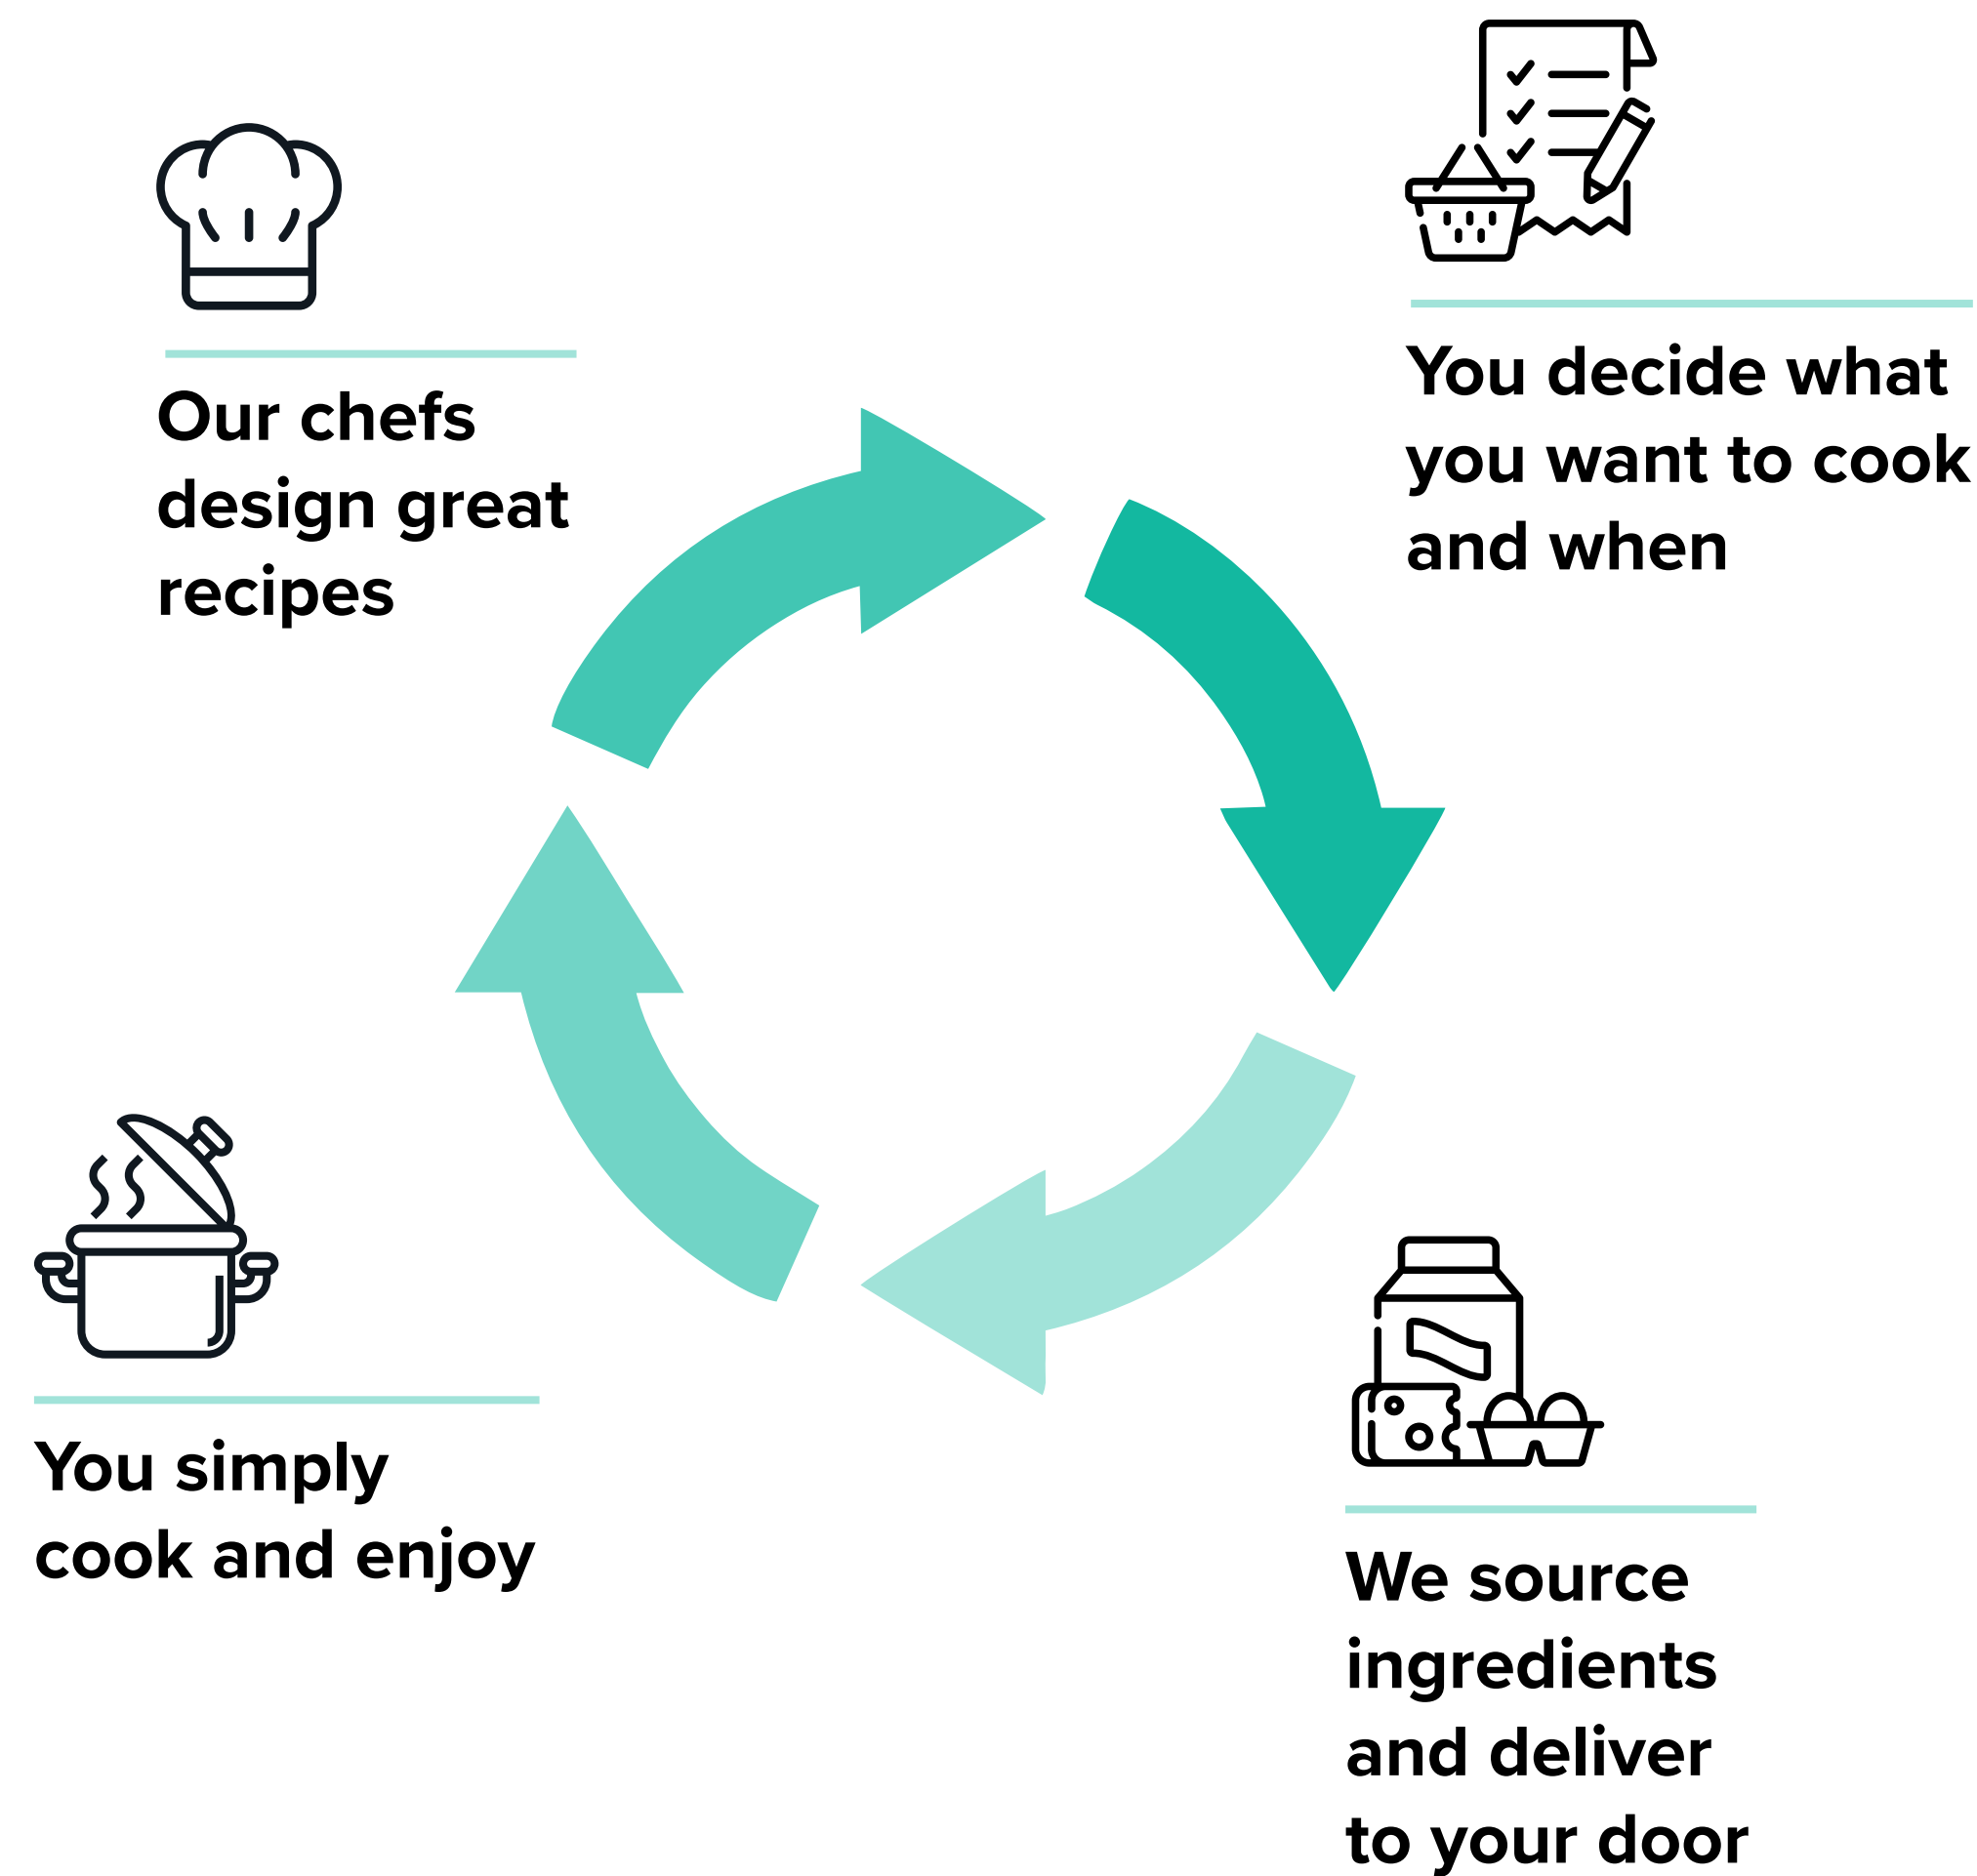 Our chefs
design great
recipes
You decide what
you want to cook
and when
We source
ingredients
and deliver
to your door
You simply
cook and enjoy